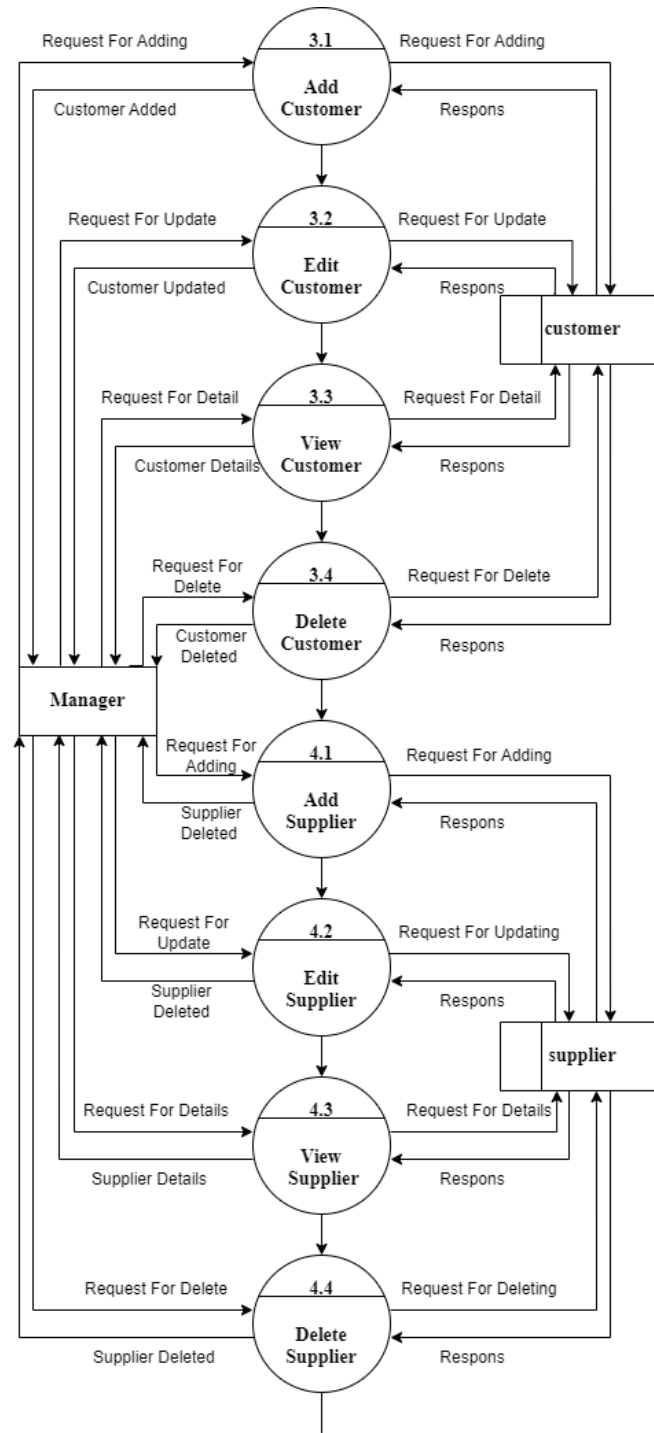 Request For Adding
3.1
Request For Adding
Add
Customer
Customer Added
Respons
Request For Update
3.2
Request For Update
Edit
Customer
Customer Updated
Respons
customer
Request For Detail
3.3
Request For Detail
View
Customer
Customer Details
Respons
Request For
Delete
3.4
Request For Delete
Delete
Customer
Customer
Deleted
Respons
Manager
Request For
Adding
4.1
Request For Adding
Add
Supplier
Supplier
Deleted
Respons
Request For
Update
4.2
Request For Updating
Edit
Supplier
Supplier
Deleted
Respons
supplier
Request For Details
4.3
Request For Details
View
Supplier
Supplier Details
Respons
Request For Delete
4.4
Request For Deleting
Delete
Supplier
Supplier Deleted
Respons